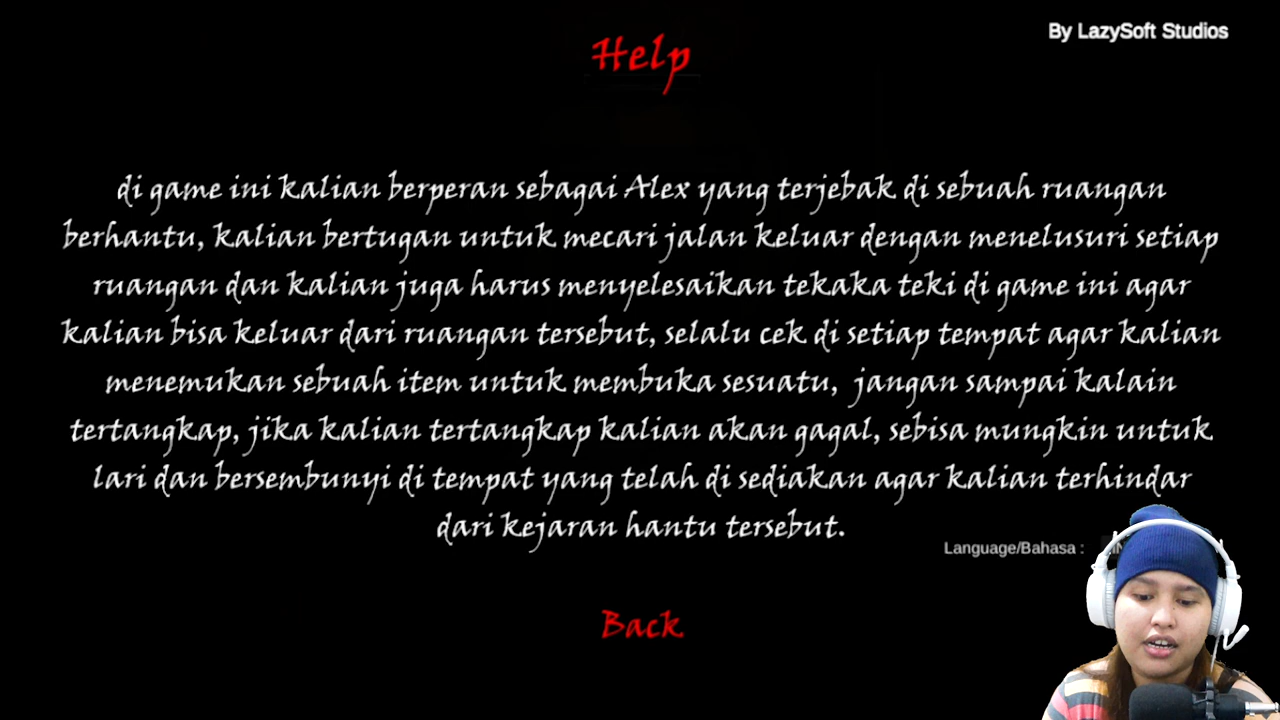 By LazySoft Studios
Help
di game ini kalian berperan sebagai Alex yang terjebak di sebuah ruangan
berhantu, kalian bertugan untuk mecari jalan keluar dengan menelusuri setiap
ruangan dan kalian juga harus menyelesaikan tekaka teki di game ini agar
kalian bisa keluar dari ruangan tersebut, selalu cek di setiap tempat agar kalian
menemukan sebuah item untuk membuka sesuatu, jangan sampai kalain
tertangkap, jika kalian tertangkap kalian akan gagal, sebisa mungkin untuk
lari dan bersembunyi di tempat yang telah di sediakan agar kalian terhindar
dari kejaran hantu tersebut.
Language/Bahasa :
Back